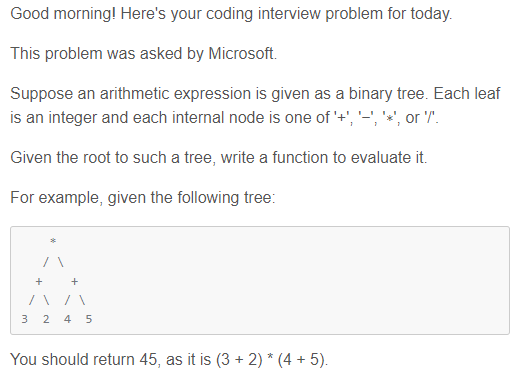 Good morning! Here's your coding interview problem for today.
This problem was asked by Microsoft.
Suppose an arithmetic expression is given as a binary tree. Each leaf
is an integer and each internal node is one of '+', '−', '∗', or '/'.
Given the root to such a tree, write a function to evaluate it.
For example, given the following tree:
    *
   / \
  +    +
 / \  / \
3  2  4  5
You should return 45, as it is (3 + 2) * (4 + 5).